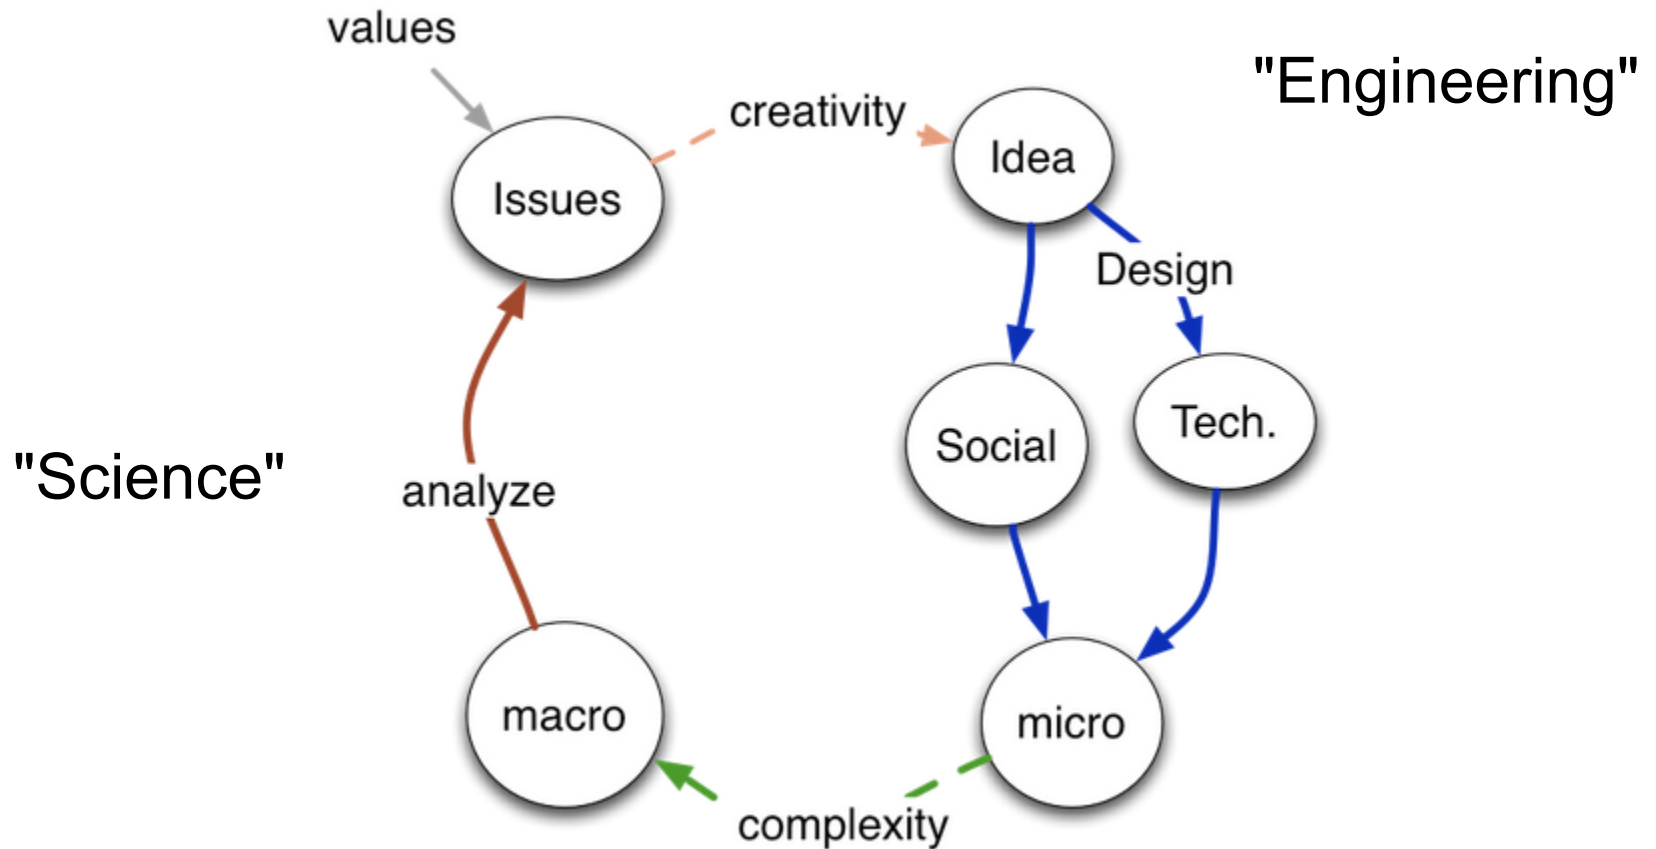 values
"Engineering"
creativity
Idea
Issues
Design
Tech.
Social
"Science"
analyze
macro
micro
complexity